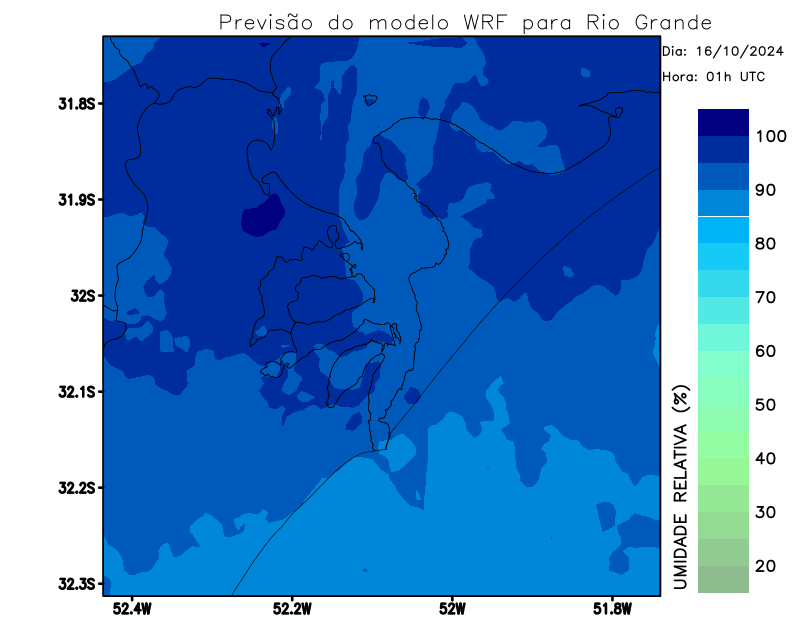 Previsão do modelo WRF para Rio Grande
Dia: 16/10/2024
Hora: 01h UTC
31.8S
31.9S
32S
32.1S
32.2S
32.3S
52.4W
52.2W
52W
51.8W
100
90
80
70
60
50
40
30
20
UMIDADE RELATIVA (%)